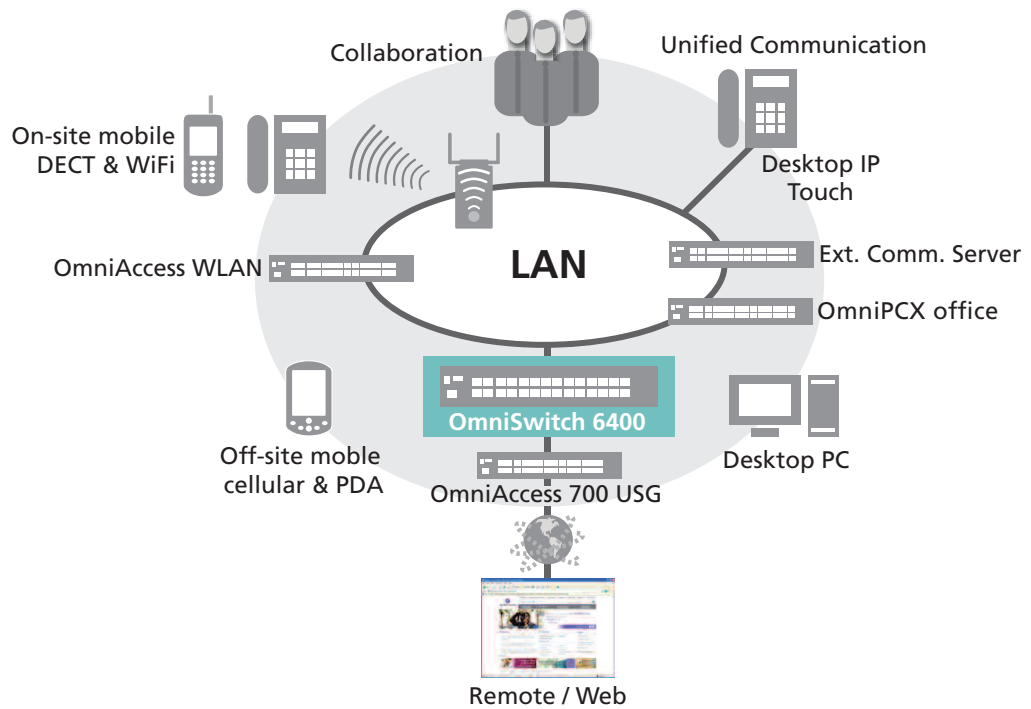 Collaboration
Unified Communication
On-site mobile
DECT & WiFi
Desktop IP
Touch
OmniAccess WLAN
LAN
Ext. Comm. Server
OmniPCX office
OmniSwitch 6400
Off-site moble
cellular & PDA
Desktop PC
OmniAccess 700 USG
Remote / Web